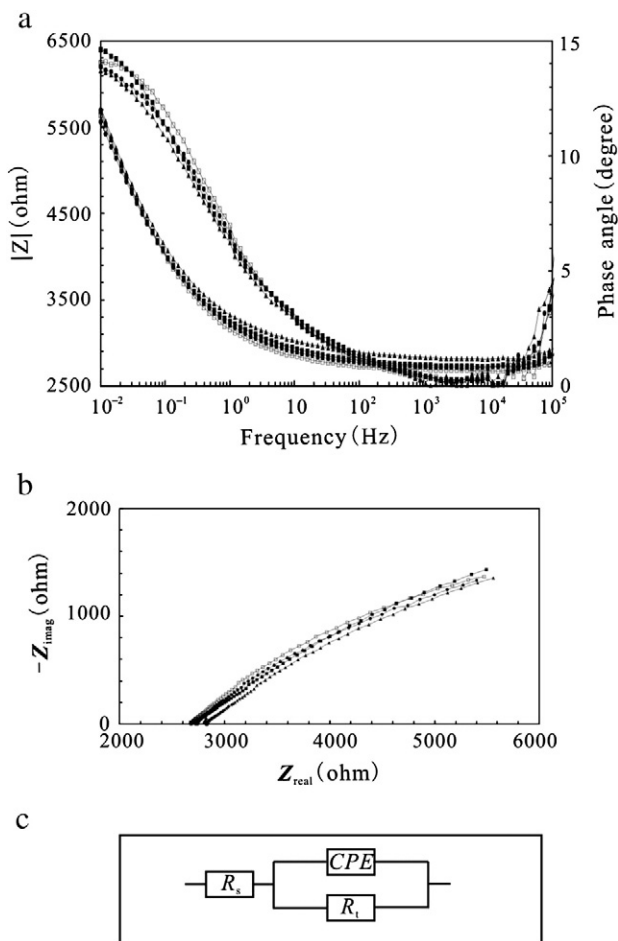 a
6500
5500
4500
3500
2500
|Z| (ohm)
15
10
5
0
Phase angle (degree)
10⁻² 10⁻¹ 10⁰ 10 10² 10³ 10⁴ 10⁵
Frequency (Hz)
b
2000
1000
0
-Z_imag (ohm)
2000 3000 4000 5000 6000
Z_real (ohm)
c
CPE
R_s
R_t